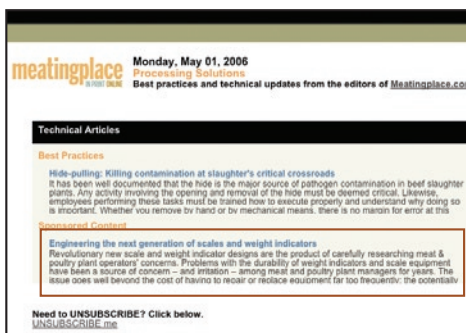 meatingplace
IN PRINT ONLINE
Monday, May 01, 2006
Processing Solutions
Best practices and technical updates from the editors of Meatingplace.com
Technical Articles
Best Practices
Hide-pulling: Killing contamination at slaughter's critical crossroads
It has been well documented that the hide is the major source of pathogen contamination in beef slaughter
plants. Any activity involving the opening and removal of the hide must be deemed critical. Likewise,
employees performing these tasks must be trained how to execute properly and understand why doing so
is important. Whether you remove by hand or by mechanical means, there is no margin for error at this
Sponsored Content
Engineering the next generation of scales and weight indicators
Revolutionary new scale and weight indicator designs are the product of carefully researching meat &
poultry plant operators' concerns. Problems with the durability of weight indicators and scale equipment
have been a source of concern – and irritation – among meat and poultry plant managers for years. The
issue goes well beyond the cost of having to repair or replace equipment far too frequently: the potentially
Need to UNSUBSCRIBE? Click below.
UNSUBSCRIBE me